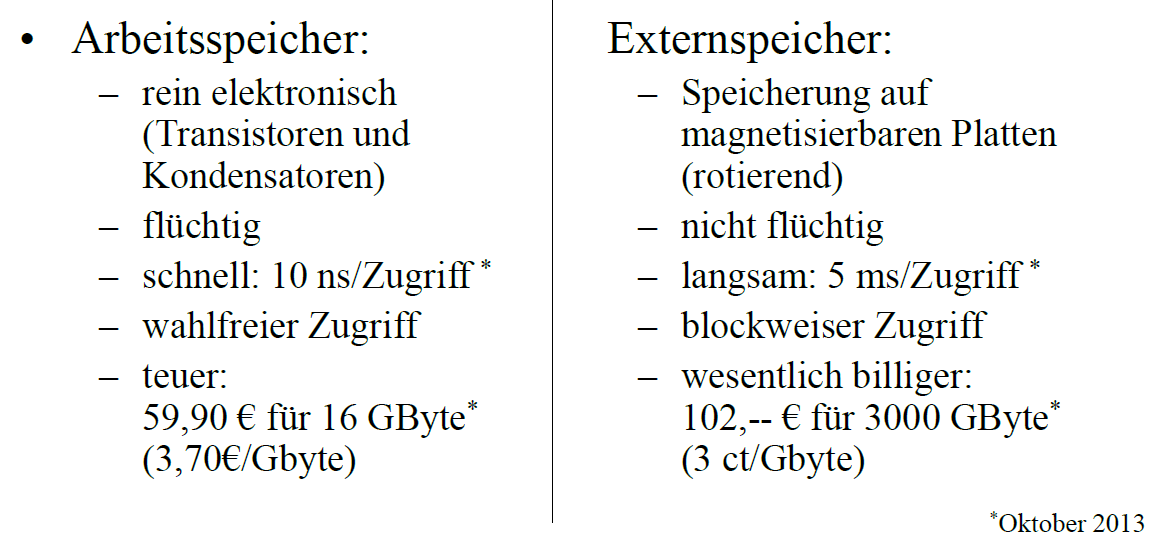 • Arbeitsspeicher:
– rein elektronisch
(Transistoren und
Kondensatoren)
– flüchtig
– schnell: 10 ns/Zugriff *
– wahlfreier Zugriff
– teuer:
59,90 € für 16 GByte*
(3,70€/Gbyte)
Externspeicher:
– Speicherung auf
magnetisierbaren Platten
(rotierend)
– nicht flüchtig
– langsam: 5 ms/Zugriff *
– blockweiser Zugriff
– wesentlich billiger:
102,-- € für 3000 GByte*
(3 ct/Gbyte)
*Oktober 2013